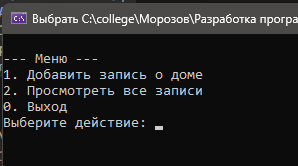 Выбрать C:\college\Морозов\Разработка програ
--- Меню ---
1. Добавить запись о доме
2. Просмотреть все записи
0. Выход
Выберите действие: